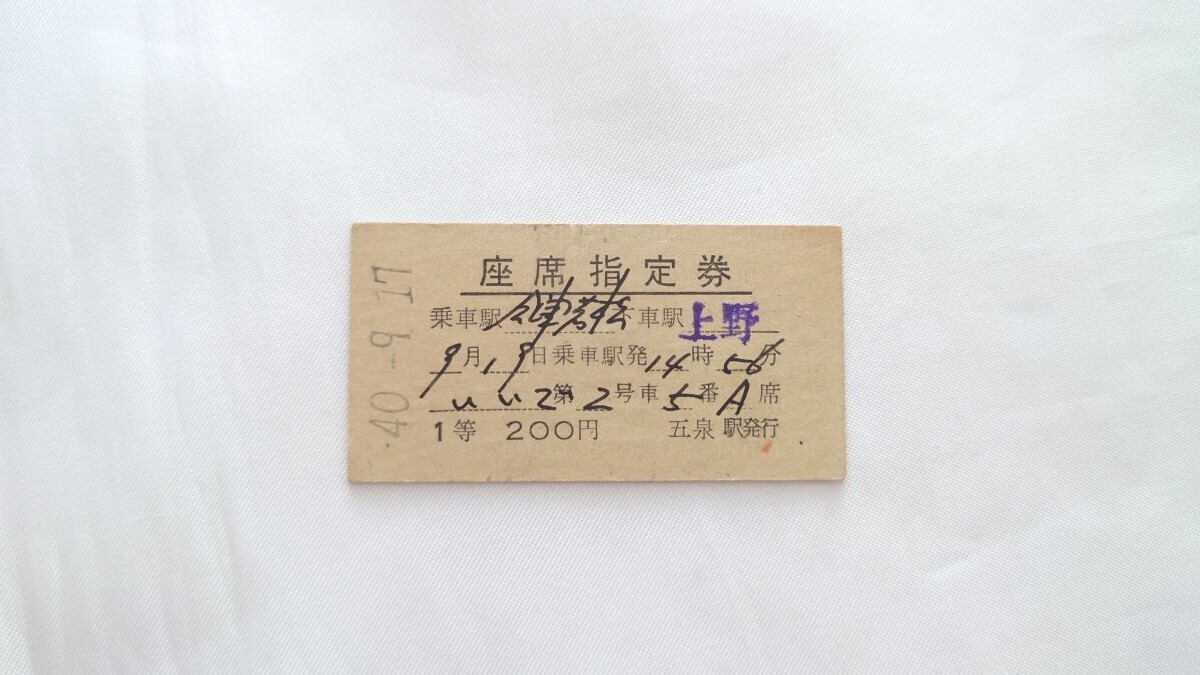 座席指定券
乗車駅 会津若松 下車駅 上野
9月19日乗車駅発14時56分
いいで 第2号車5番A席
1等 200円 五泉駅発行
40.-9.17